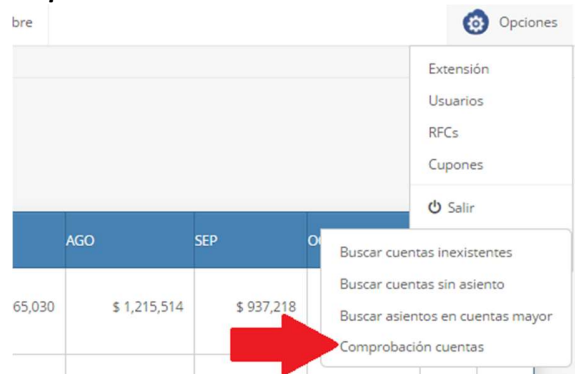 bre
Opciones
Extensión
Usuarios
RFCs
Cupones
Salir
AGO SEP
Buscar cuentas inexistentes
Buscar cuentas sin asiento
65,030 $ 1,215,514 $ 937,218
Buscar asientos en cuentas mayor
Comprobación cuentas